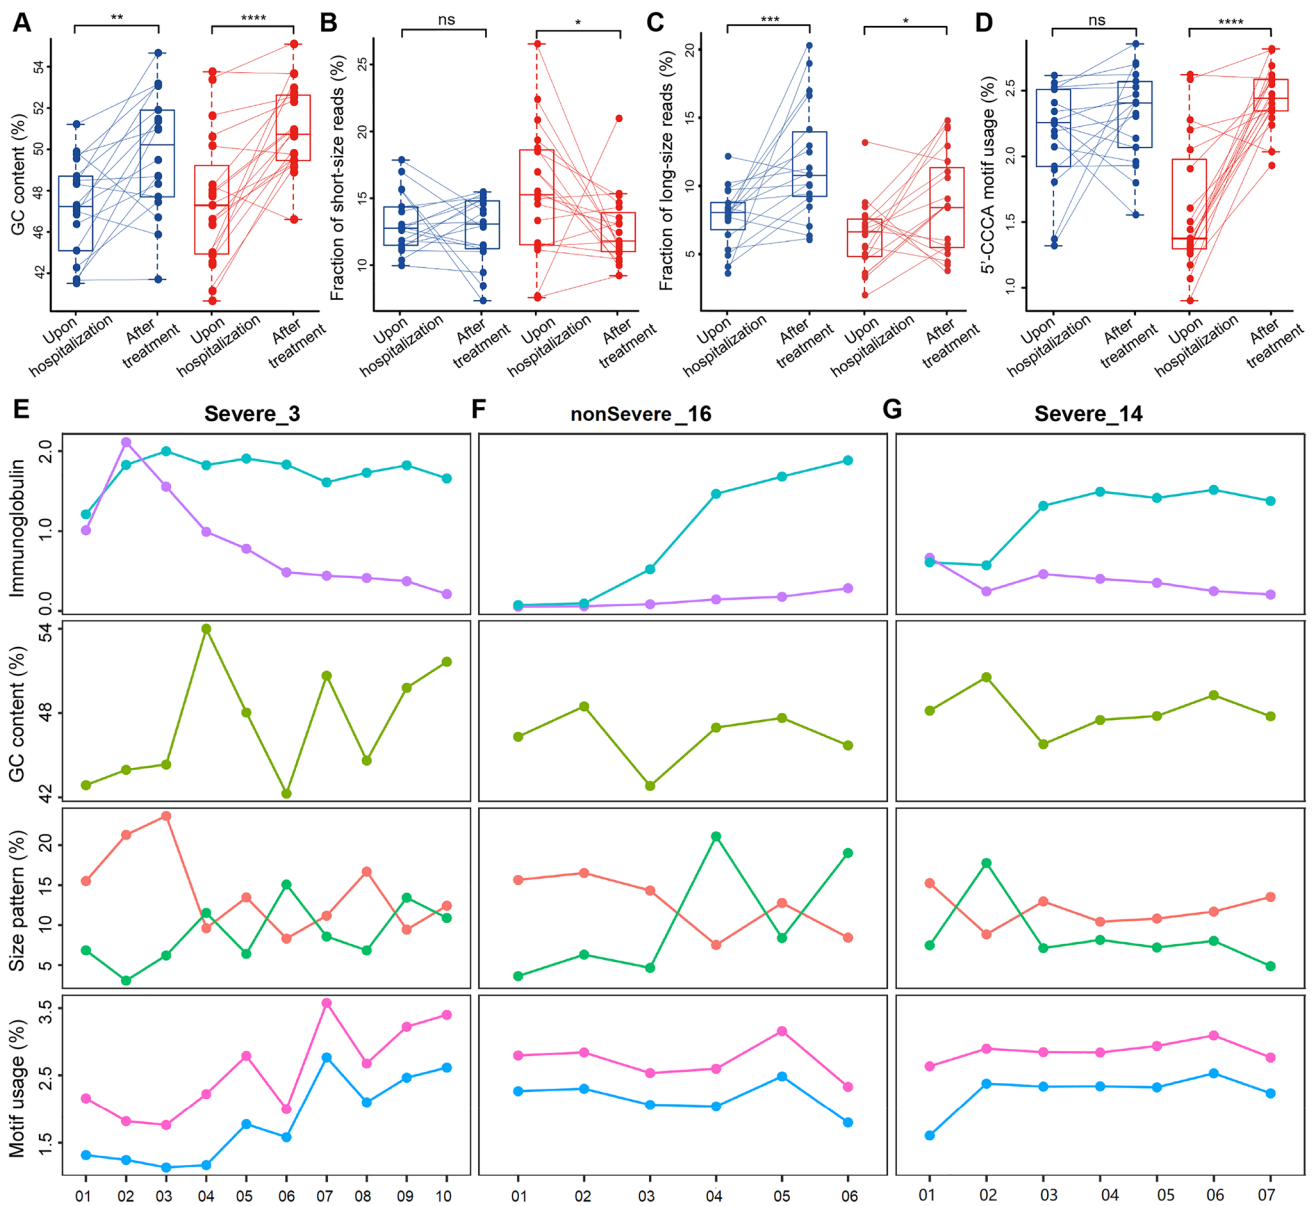 A
B
C
D
**
****
ns
*
***
*
ns
****
GC content (%)
54
52
50
48
46
44
42
Upon
hospitalization
After
treatment
Upon
hospitalization
After
treatment
Fraction of short-size reads (%)
25
20
15
10
Upon
hospitalization
After
treatment
Upon
hospitalization
After
treatment
Fraction of long-size reads (%)
20
15
10
5
Upon
hospitalization
After
treatment
Upon
hospitalization
After
treatment
5'-CCCA motif usage (%)
2.5
2.0
1.5
1.0
Upon
hospitalization
After
treatment
Upon
hospitalization
After
treatment
E
Severe_3
F
nonSevere_16
G
Severe_14
Immunoglobulin
2.0
1.0
0.0
GC content (%)
54
48
42
Size pattern (%)
20
15
10
5
Motif usage (%)
3.5
2.5
1.5
01 02 03 04 05 06 07 08 09 10
01 02 03 04 05 06
01 02 03 04 05 06 07